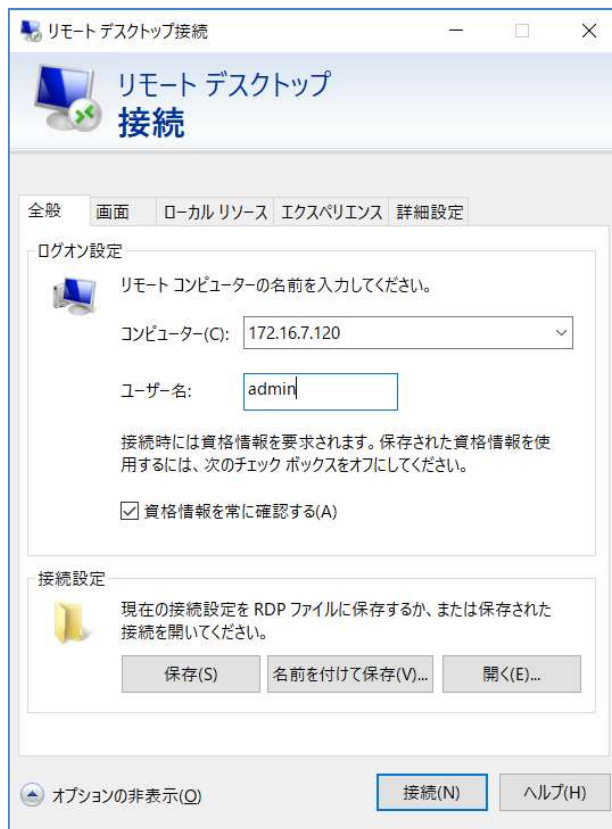 リモート デスクトップ接続
リモート デスクトップ
接続
全般 画面 ローカル リソース エクスペリエンス 詳細設定
ログオン設定
リモート コンピューターの名前を入力してください。
コンピューター(C): 172.16.7.120
ユーザー名: admin
接続時には資格情報を要求されます。保存された資格情報を使
用するには、次のチェック ボックスをオフにしてください。
資格情報を常に確認する(A)
接続設定
現在の接続設定を RDP ファイルに保存するか、または保存された
接続を開いてください。
保存(S) 名前を付けて保存(V)... 開く(E)...
オプションの非表示(O) 接続(N) ヘルプ(H)